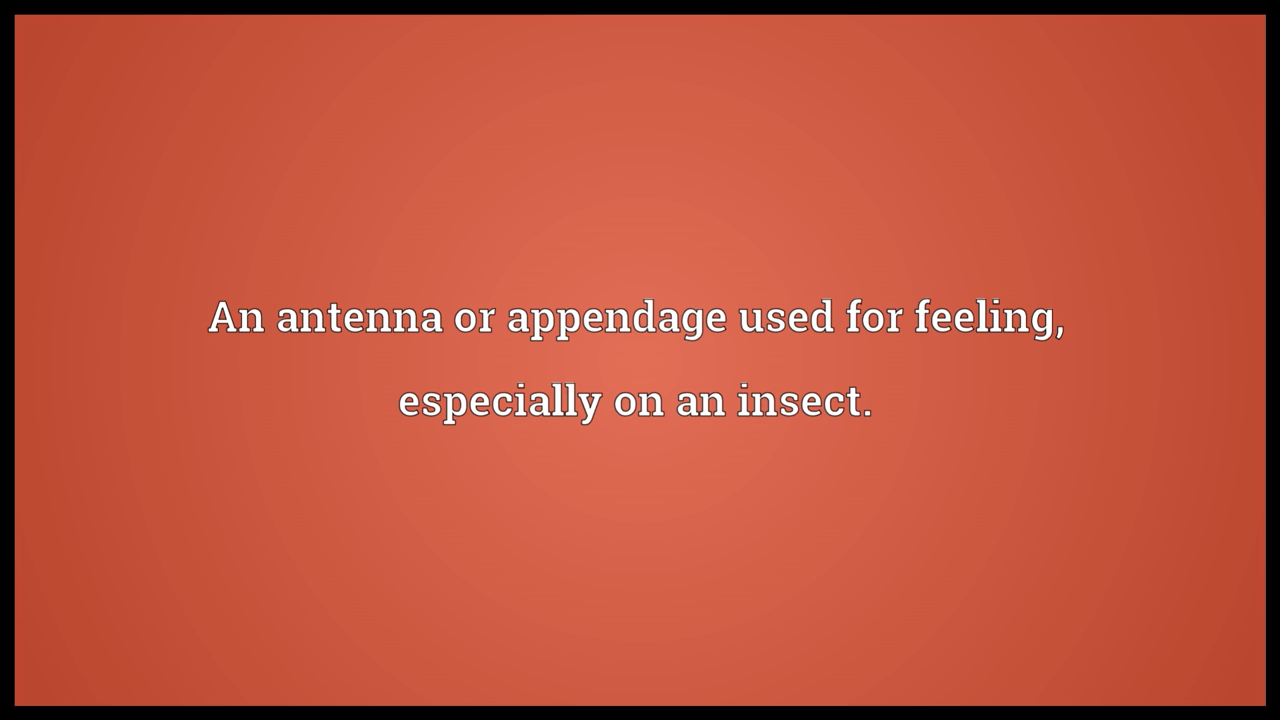 An antenna or appendage used for feeling,
especially on an insect.